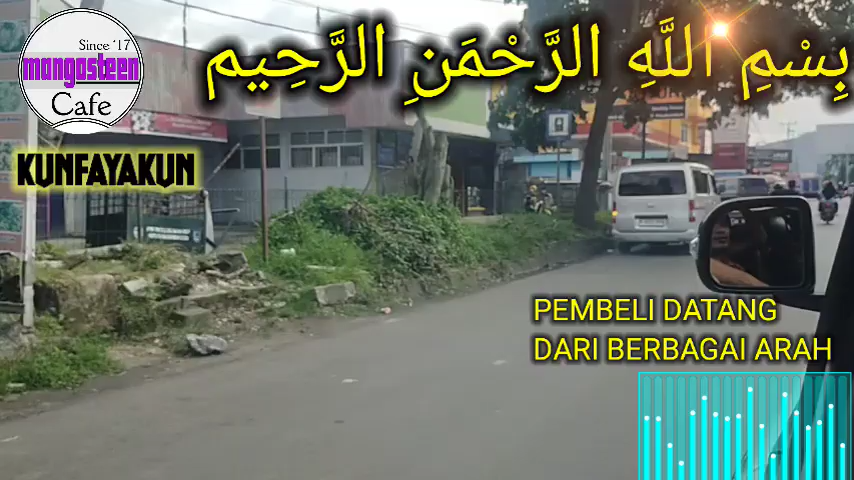 Since '17
mangosteen
Cafe
بِسْمِ اللَّهِ الرَّحْمَنِ الرَّحِيم
KUNFAYAKUN
PEMBELI DATANG
DARI BERBAGAI ARAH